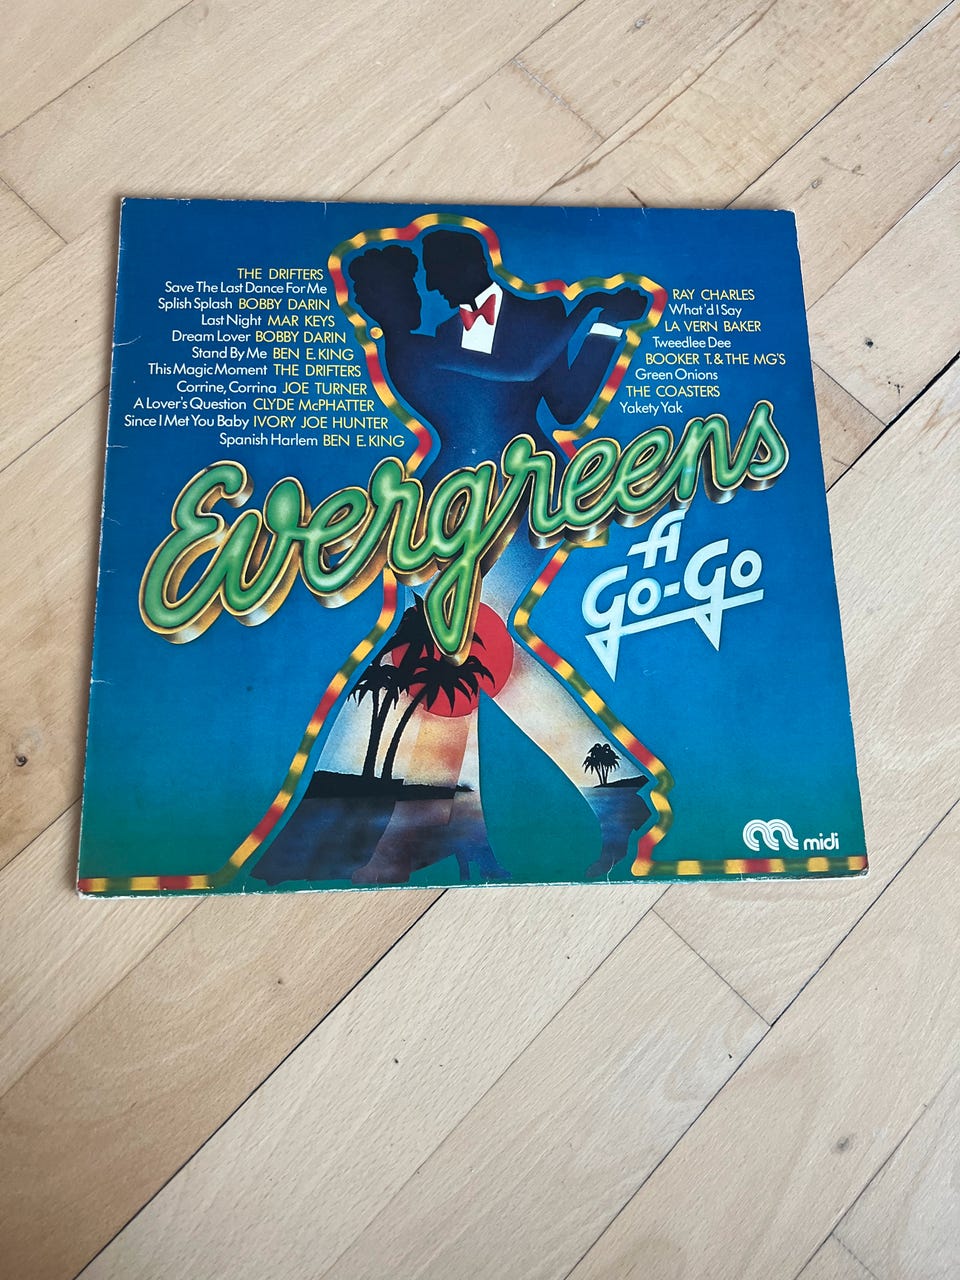 THE DRIFTERS
Save The Last Dance For Me
Splish Splash BOBBY DARIN
Last Night MAR KEYS
Dream Lover BOBBY DARIN
Stand By Me BEN E. KING
This Magic Moment THE DRIFTERS
Corrine, Corrina JOE TURNER
A Lover's Question CLYDE McPHATTER
Since I Met You Baby IVORY JOE HUNTER
Spanish Harlem BEN E. KING
RAY CHARLES
What'd I Say
LA VERN BAKER
Tweedlee Dee
BOOKER T. & THE MG'S
Green Onions
THE COASTERS
Yakety Yak
Evergreens
A
Go-Go
midi